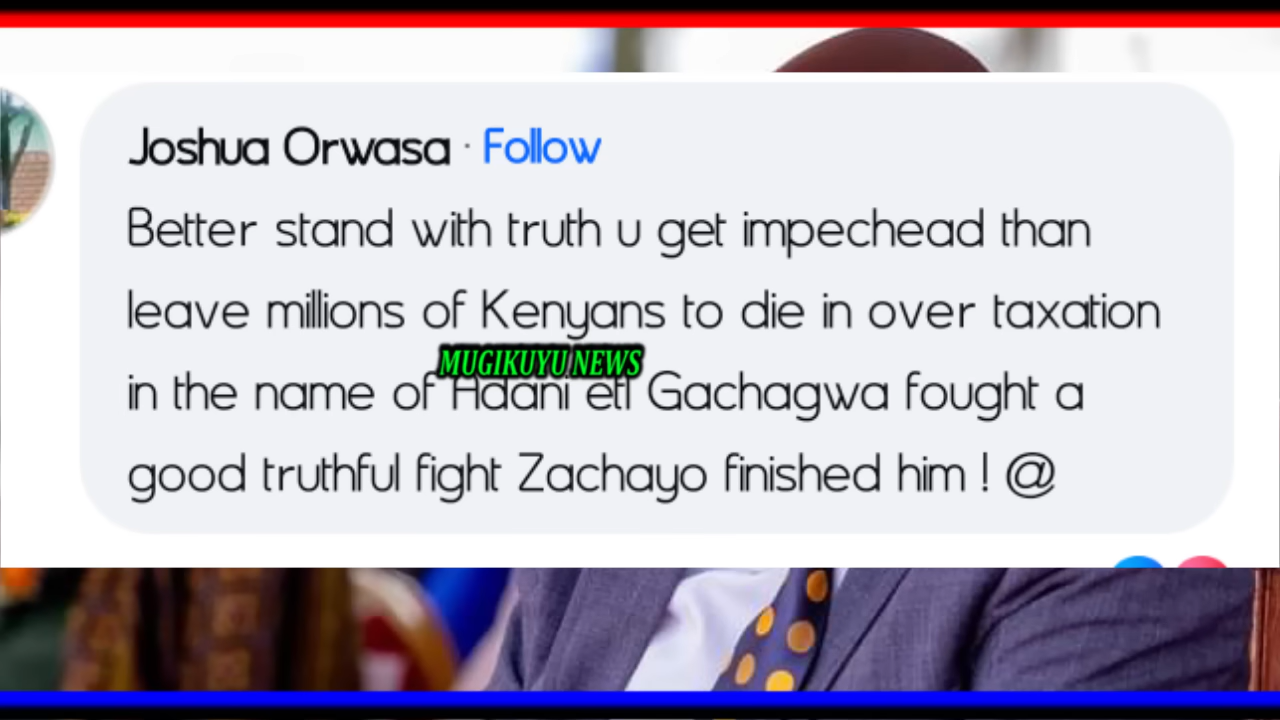 Joshua Orwasa · Follow
Better stand with truth u get impechead than
leave millions of Kenyans to die in over taxation
MUGIKUYU NEWS
in the name of Adani eti Gachagwa fought a
good truthful fight Zachayo finished him ! @